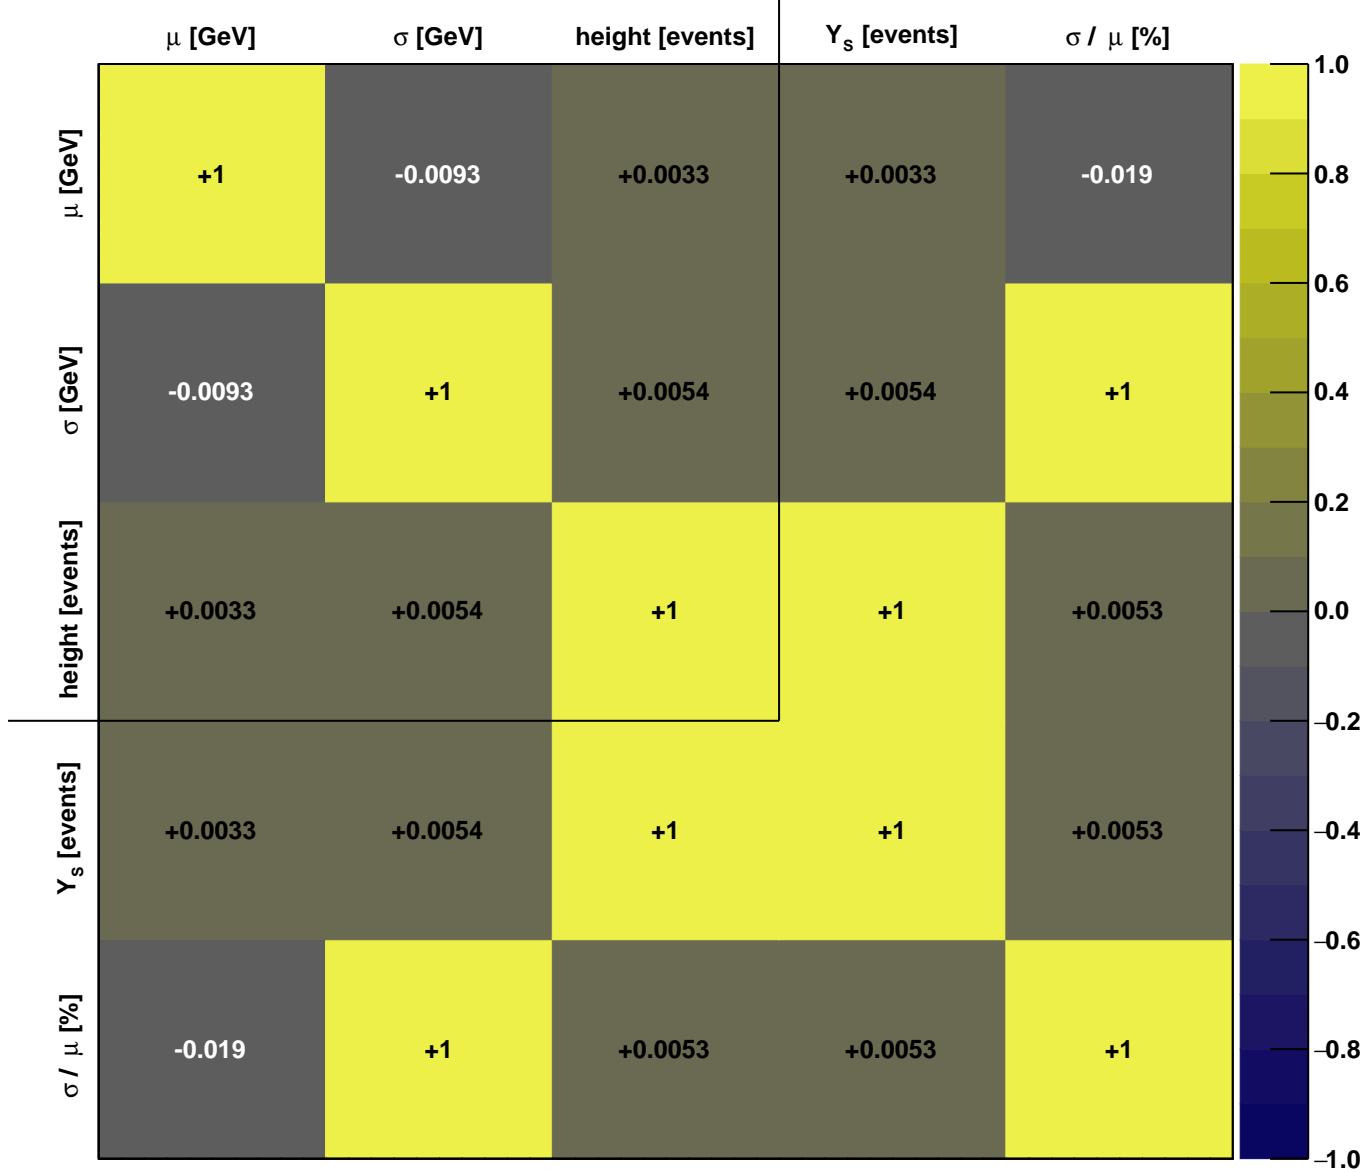 μ [GeV] σ [GeV] height [events] Ys [events] σ / μ [%]
μ [GeV] +1 -0.0093 +0.0033 +0.0033 -0.019
σ [GeV] -0.0093 +1 +0.0054 +0.0054 +1
height [events] +0.0033 +0.0054 +1 +1 +0.0053
Ys [events] +0.0033 +0.0054 +1 +1 +0.0053
σ / μ [%] -0.019 +1 +0.0053 +0.0053 +1
1.0
0.8
0.6
0.4
0.2
0.0
−0.2
−0.4
−0.6
−0.8
−1.0